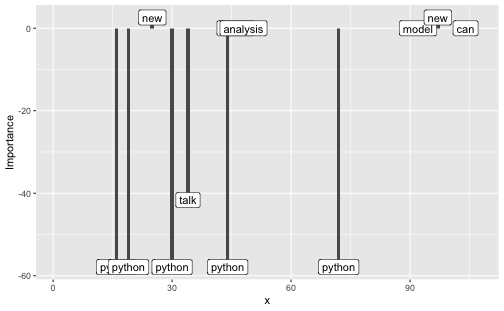 new
new
0
analysis
model
can
-20
Importance
-40
talk
-60
py
python
python
python
python
0
30
60
90
x